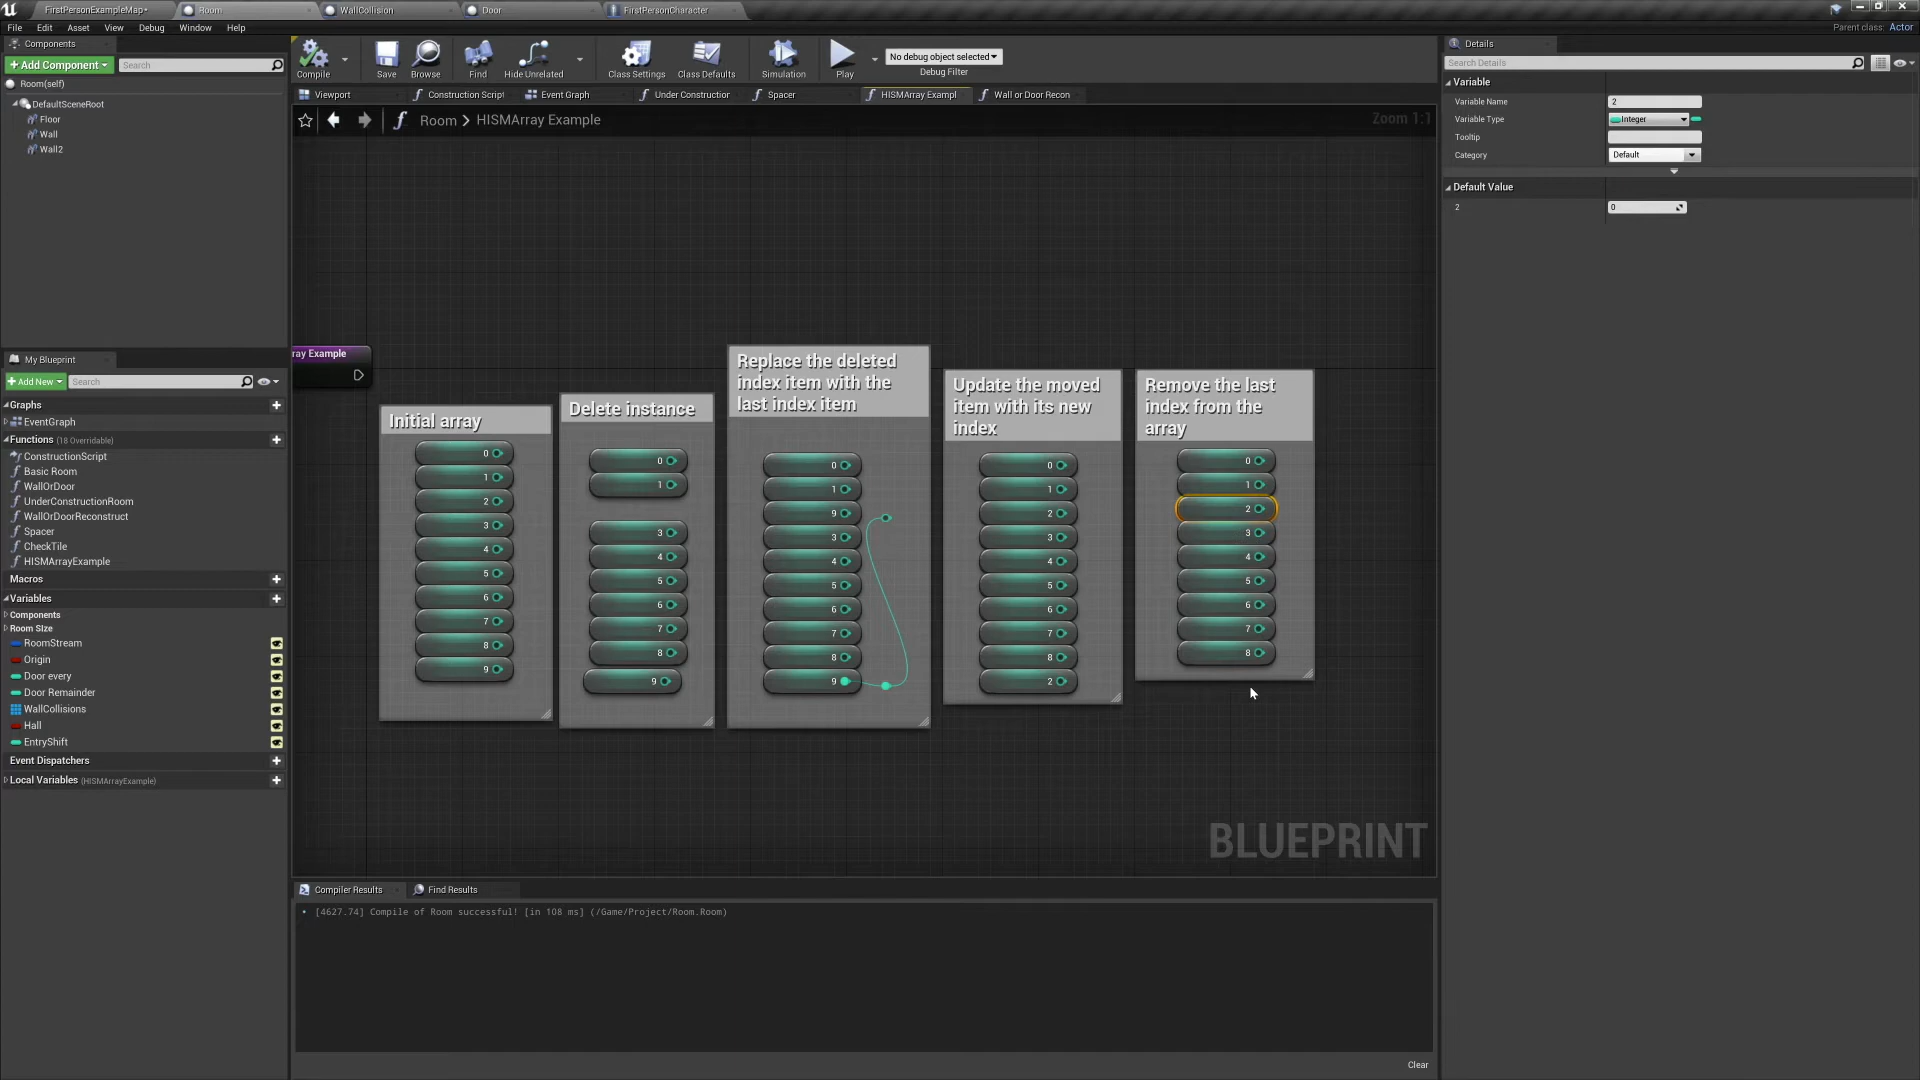 FirstPersonExampleMap•
Room
WallCollision
Door
FirstPersonCharacter
File
Edit
Asset
View
Debug
Window
Help
Parent class: Actor
Components
Add Component
Search
Room(self)
DefaultSceneRoot
Floor
Wall
Wall2
Compile
Save
Browse
Find
Hide Unrelated
Class Settings
Class Defaults
Simulation
Play
No debug object selected
Debug Filter
Viewport
Construction Script
Event Graph
Under Construction
Spacer
HISMArray Exampl
Wall or Door Recon
Room > HISMArray Example
Zoom 1:1
My Blueprint
Add New
Search
Graphs
EventGraph
Functions (18 Overridable)
ConstructionScript
Basic Room
WallOrDoor
UnderConstructionRoom
WallOrDoorReconstruct
Spacer
CheckTile
HISMArrayExample
Macros
Variables
Components
Room Size
RoomStream
Origin
Door every
Door Remainder
WallCollisions
Hall
EntryShift
Event Dispatchers
Local Variables (HISMArrayExample)
ray Example
Initial array
0
1
2
3
4
5
6
7
8
9
Delete instance
0
1
3
4
5
6
7
8
9
Replace the deleted
index item with the
last index item
0
1
9
3
4
5
6
7
8
9
Update the moved
item with its new
index
0
1
2
3
4
5
6
7
8
2
Remove the last
index from the
array
0
1
2
3
4
5
6
7
8
BLUEPRINT
Compiler Results
Find Results
[4627.74] Compile of Room successful! [in 108 ms] (/Game/Project/Room.Room)
Clear
Details
Search Details
Variable
Variable Name
2
Variable Type
Integer
Tooltip
Category
Default
Default Value
2
0